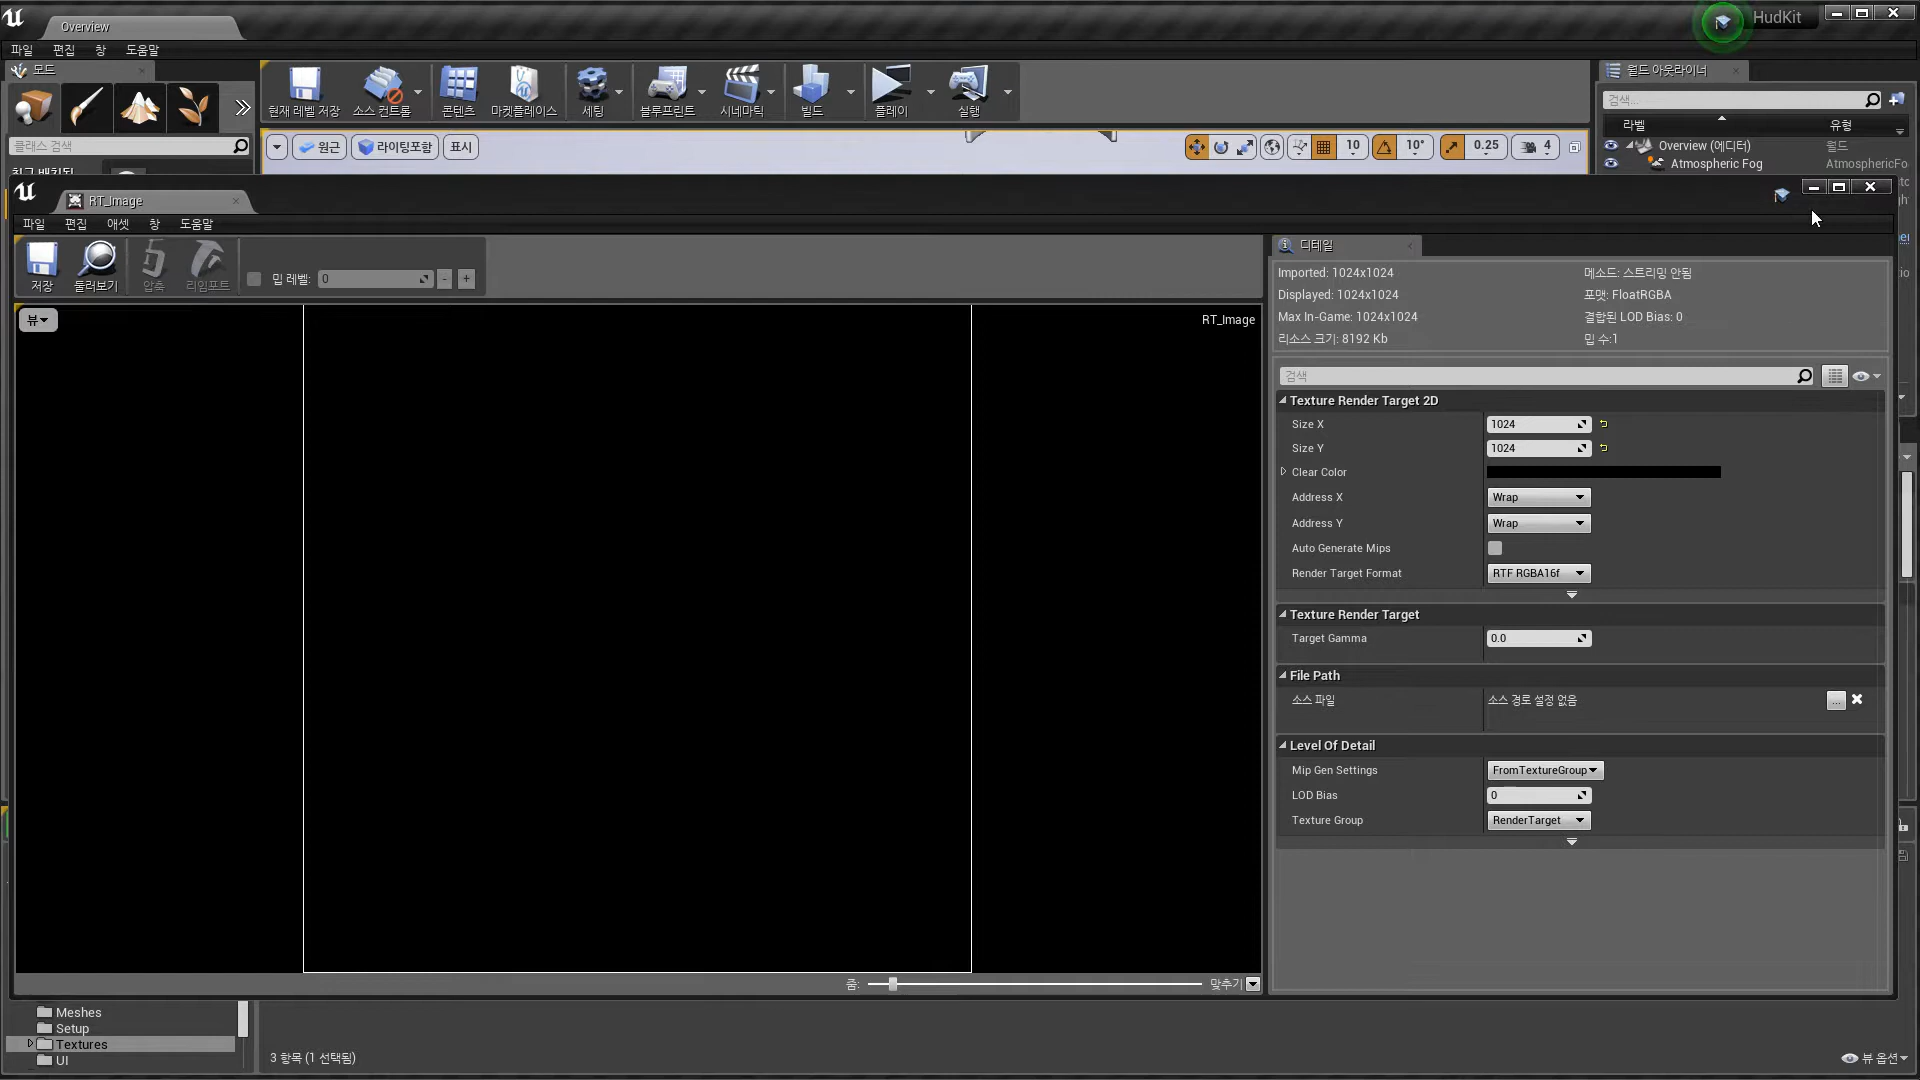 Overview
HudKit
파일 편집 창 도움말
모드
현재 레벨 저장
소스 컨트롤
콘텐츠
마켓플레이스
세팅
블루프린트
시네마틱
빌드
플레이
실행
월드 아웃라이너
검색...
라벨 유형
클래스 검색
원근
라이팅포함
표시
10
10°
0.25
4
Overview (에디터) 월드
Atmospheric Fog AtmosphericFo
RT_Image
파일 편집 애셋 창 도움말
저장
둘러보기
압축
리임포트
밉 레벨: 0 - +
디테일
Imported: 1024x1024 메소드: 스트리밍 안됨
Displayed: 1024x1024 포맷: FloatRGBA
Max In-Game: 1024x1024 결합된 LOD Bias: 0
리소스 크기: 8192 Kb 밉 수:1
뷰
RT_Image
검색
Texture Render Target 2D
Size X 1024
Size Y 1024
Clear Color
Address X Wrap
Address Y Wrap
Auto Generate Mips
Render Target Format RTF RGBA16f
Texture Render Target
Target Gamma 0.0
File Path
소스 파일 소스 경로 설정 없음 ...
Level Of Detail
Mip Gen Settings FromTextureGroup
LOD Bias 0
Texture Group RenderTarget
줌: 맞추기
Meshes
Setup
Textures
UI
3 항목 (1 선택됨)
뷰 옵션